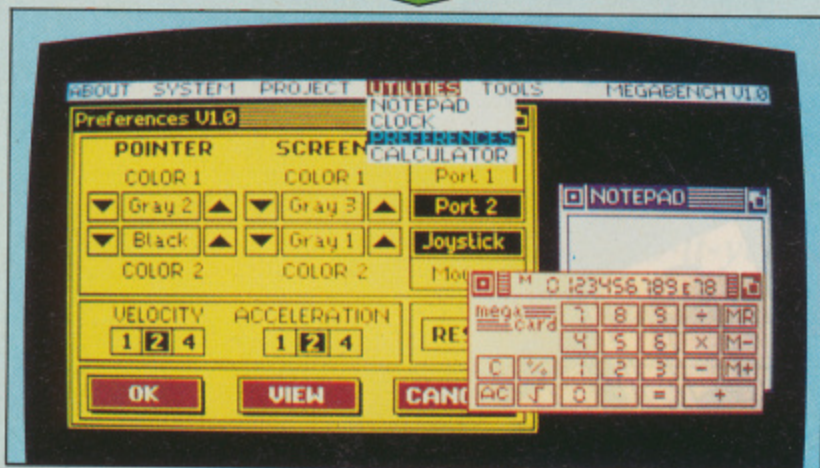 ABOUT SYSTEM PROJECT UTILITIES TOOLS MEGABENCH V1.0
NOTEPAD
CLOCK
PREFERENCES
CALCULATOR
Preferences V1.0
POINTER SCREEN
COLOR 1 COLOR 1 Port 1
Gray 2 Gray 3 Port 2
Black Gray 1 Joystick
COLOR 2 COLOR 2
VELOCITY ACCELERATION
1 2 4 1 2 4
OK VIEW
NOTEPAD
M 0123456789E78
mega card 7 8 9 ÷ MR
4 5 6 X M-
C +/- 1 2 3 - M+
AC √ 0 . = +